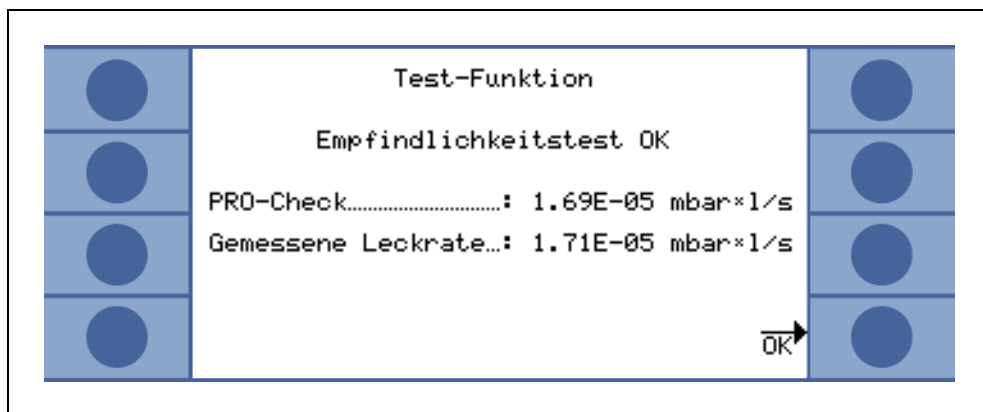 Test-Funktion
Empfindlichkeitstest OK
PRO-Check……………………………: 1.69E-05 mbar×l/s
Gemessene Leckrate…: 1.71E-05 mbar×l/s
OK